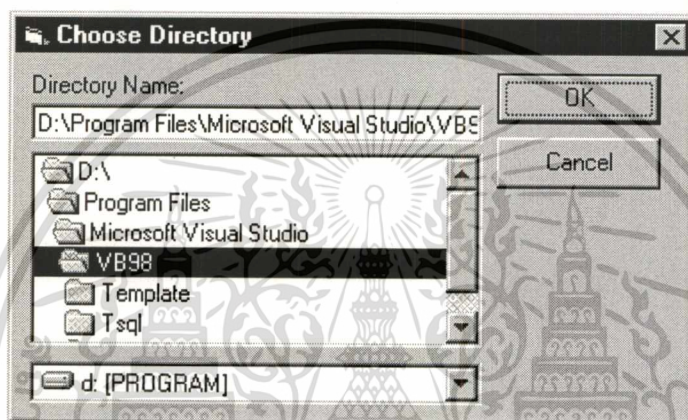 Choose Directory
Directory Name:
D:\Program Files\Microsoft Visual Studio\VB9
OK
Cancel
D:\
Program Files
Microsoft Visual Studio
VB98
Template
Tsql
d: [PROGRAM]